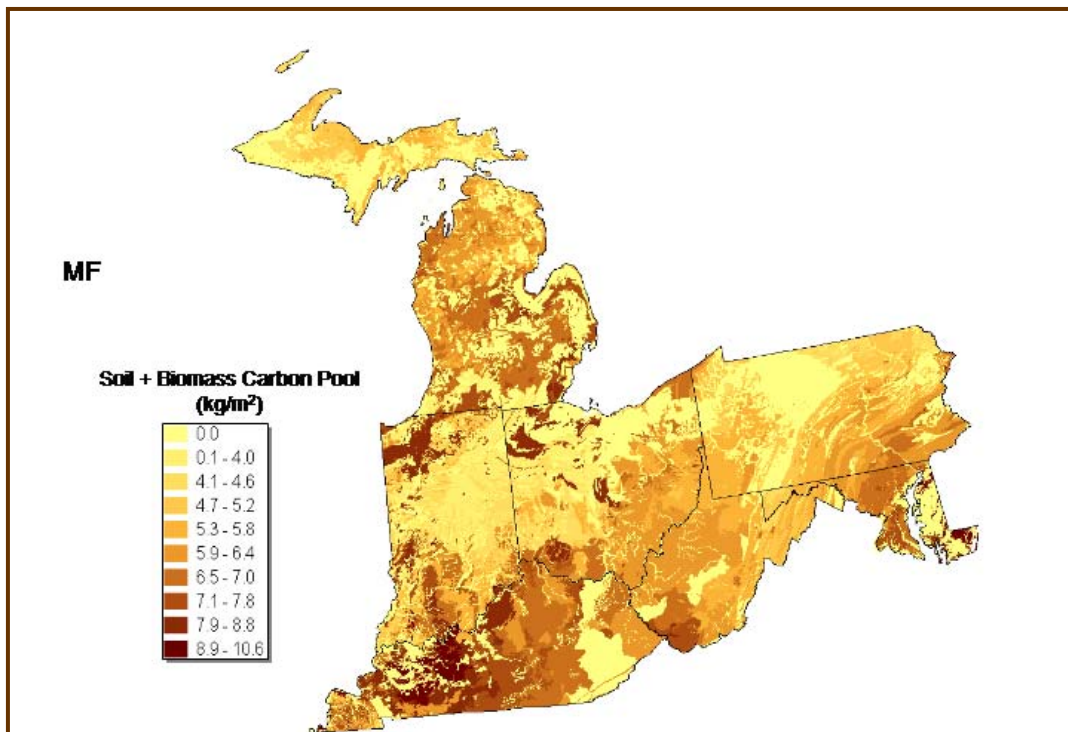 MF
Soil + Biomass Carbon Pool
(kg/m²)
0.0
0.1 - 4.0
4.1 - 4.6
4.7 - 5.2
5.3 - 5.8
5.9 - 6.4
6.5 - 7.0
7.1 - 7.8
7.9 - 8.8
8.9 - 10.6